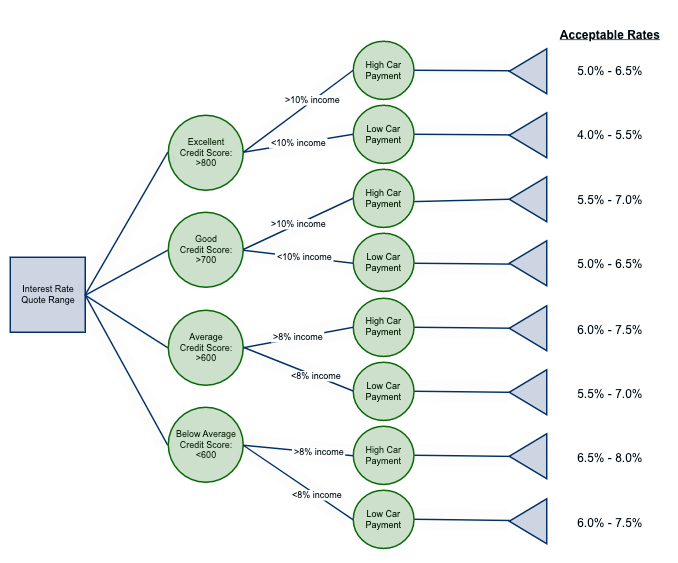 Acceptable Rates
High Car
Payment
5.0% - 6.5%
>10% income
Excellent
Credit Score:
>800
<10% income
Low Car
Payment
4.0% - 5.5%
High Car
Payment
5.5% - 7.0%
>10% income
Good
Credit Score:
>700
<10% income
Low Car
Payment
5.0% - 6.5%
Interest Rate
Quote Range
High Car
Payment
6.0% - 7.5%
>8% income
Average
Credit Score:
>600
<8% income
Low Car
Payment
5.5% - 7.0%
Below Average
Credit Score:
<600
>8% income
High Car
Payment
6.5% - 8.0%
<8% income
Low Car
Payment
6.0% - 7.5%